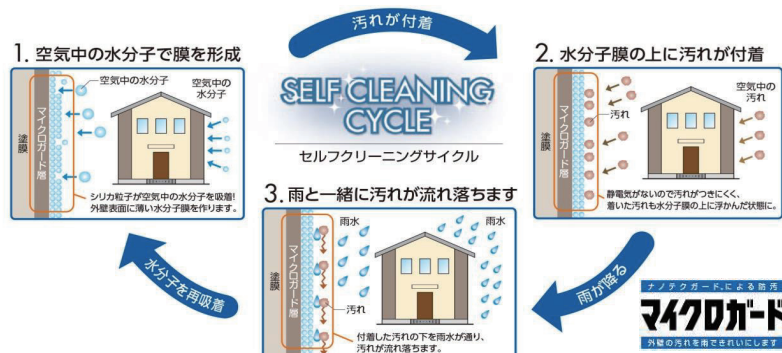 汚れが付着
1. 空気中の水分子で膜を形成
空気中の水分子
空気中の
水分子
塗膜
マイクロガード層
シリカ粒子が空気中の水分子を吸着!
外壁表面に薄い水分子膜を作ります。
SELF CLEANING
CYCLE
セルフクリーニングサイクル
2. 水分子膜の上に汚れが付着
空気中の
汚れ
汚れ
塗膜
マイクロガード層
静電気がないので汚れがつきにくく、
着いた汚れも水分子膜の上に浮かんだ状態に。
3. 雨と一緒に汚れが流れ落ちます
雨水
雨水
塗膜
マイクロガード層
汚れ
付着した汚れの下を雨水が通り、
汚れが流れ落ちます。
水分子を再吸着
雨が降る
ナノテクガード。による防汚
マイクロガード
外壁の汚れを雨できれいにします